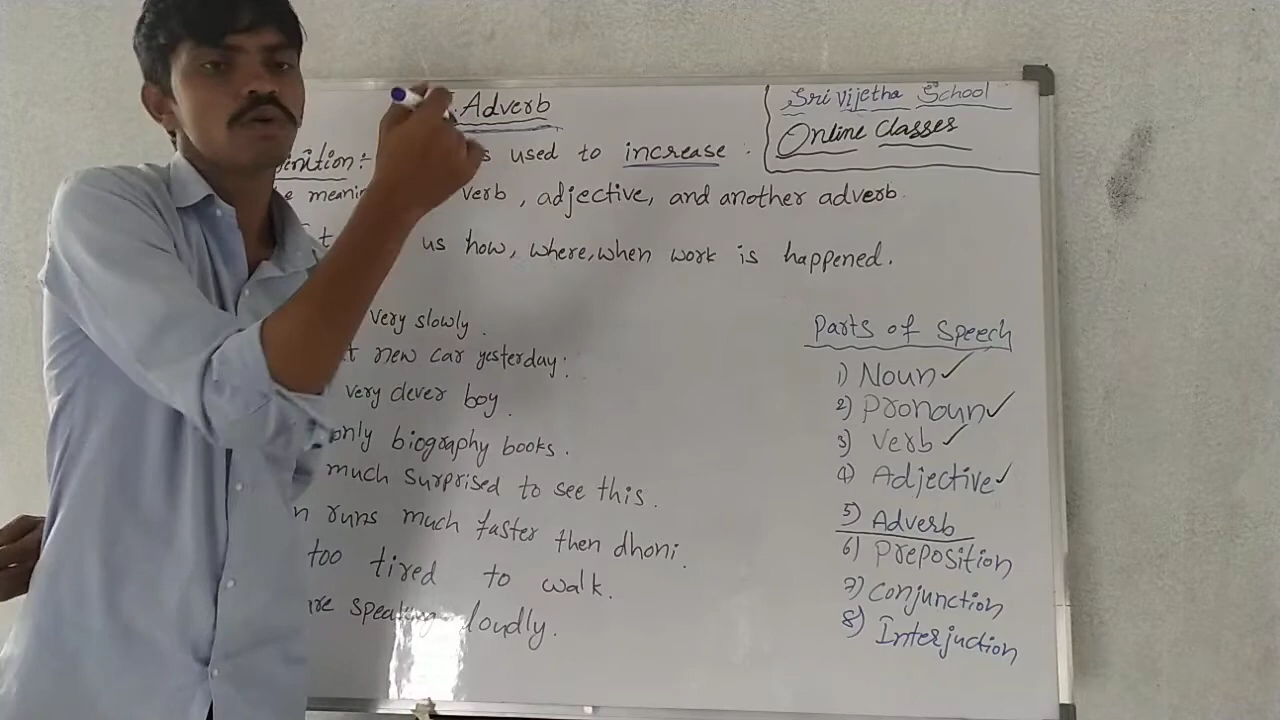 Adverb
Sri Vijetha School
Online Classes
used to increase
verb, adjective, and another adverb.
us how, where, when work is happened.
very slowly.
new car yesterday.
very clever boy.
only biography books.
much surprised to see this.
runs much faster then dhoni.
too tired to walk.
speaking loudly.
Parts of Speech
1) Noun ✓
2) Pronoun ✓
3) Verb ✓
4) Adjective ✓
5) Adverb
6) Preposition
7) Conjunction
8) Interjuction